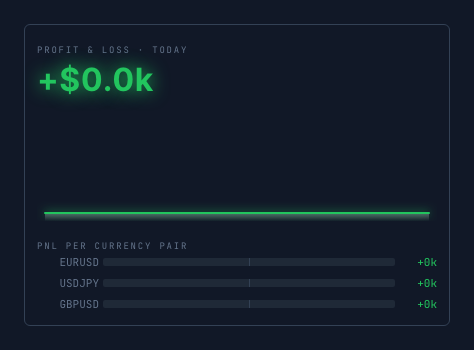 PROFIT & LOSS · TODAY
+$0.0k
PNL PER CURRENCY PAIR
EURUSD +0k
USDJPY +0k
GBPUSD +0k